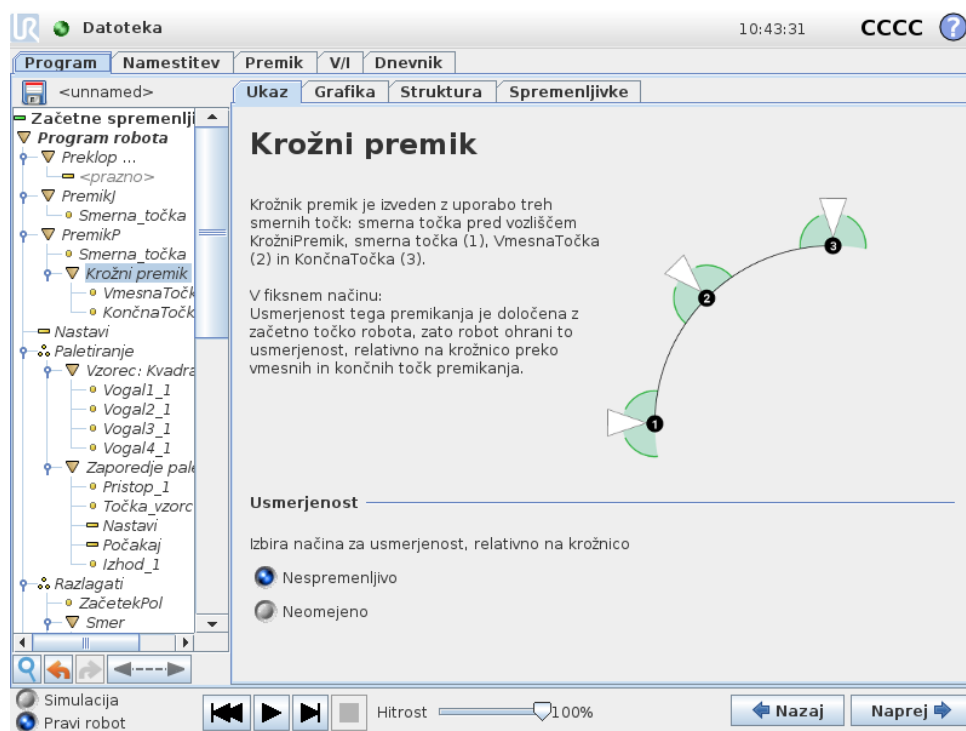 UR Datoteka 10:43:31 CCCC ?
Program Namestitev Premik V/I Dnevnik
<unnamed>
Ukaz Grafika Struktura Spremenljivke
Začetne spremenlji
Program robota
Preklop ...
<prazno>
PremikJ
Smerna_točka
PremikP
Smerna_točka
Krožni premik
VmesnaTočk
KončnaTočk
Nastavi
Paletiranje
Vzorec: Kvadra
Vogal1_1
Vogal2_1
Vogal3_1
Vogal4_1
Zaporedje pale
Pristop_1
Točka_vzorc
Nastavi
Počakaj
Izhod_1
Razlagati
ZačetekPol
Smer
Krožni premik
Krožnik premik je izveden z uporabo treh
smernih točk: smerna točka pred vozliščem
KrožniPremik, smerna točka (1), VmesnaTočka
(2) in KončnaTočka (3).
V fiksnem načinu:
Usmerjenost tega premikanja je določena z
začetno točko robota, zato robot ohrani to
usmerjenost, relativno na krožnico preko
vmesnih in končnih točk premikanja.
3
2
1
Usmerjenost
Izbira načina za usmerjenost, relativno na krožnico
Nespremenljivo
Neomejeno
Simulacija
Pravi robot
Hitrost 100%
Nazaj Naprej